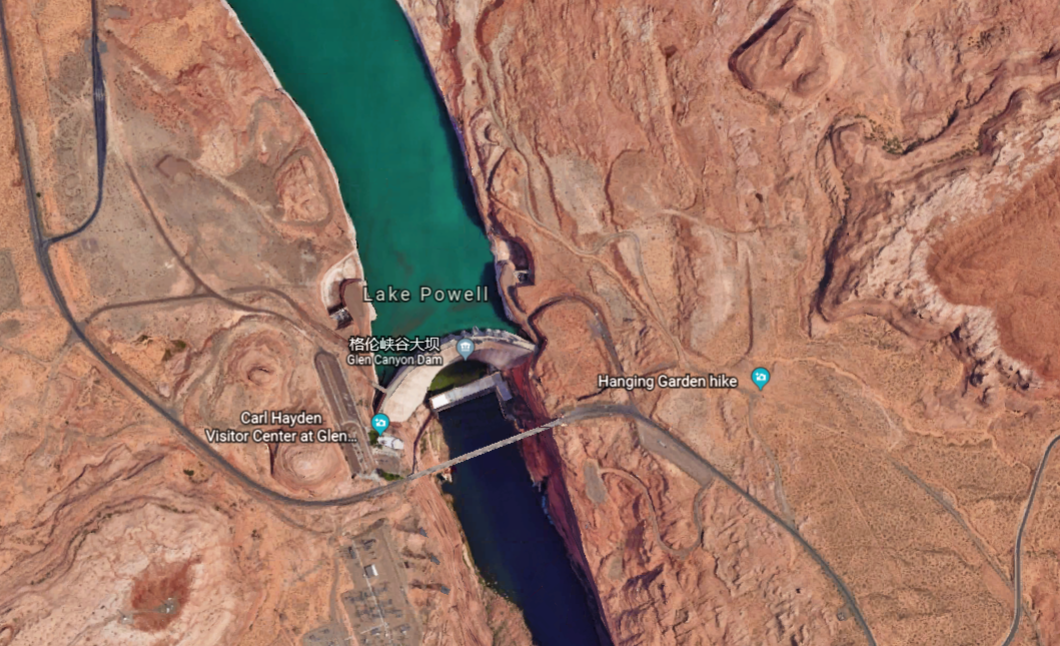 Lake Powell
格伦峡谷大坝
Glen Canyon Dam
Hanging Garden hike
Carl Hayden
Visitor Center at Glen...